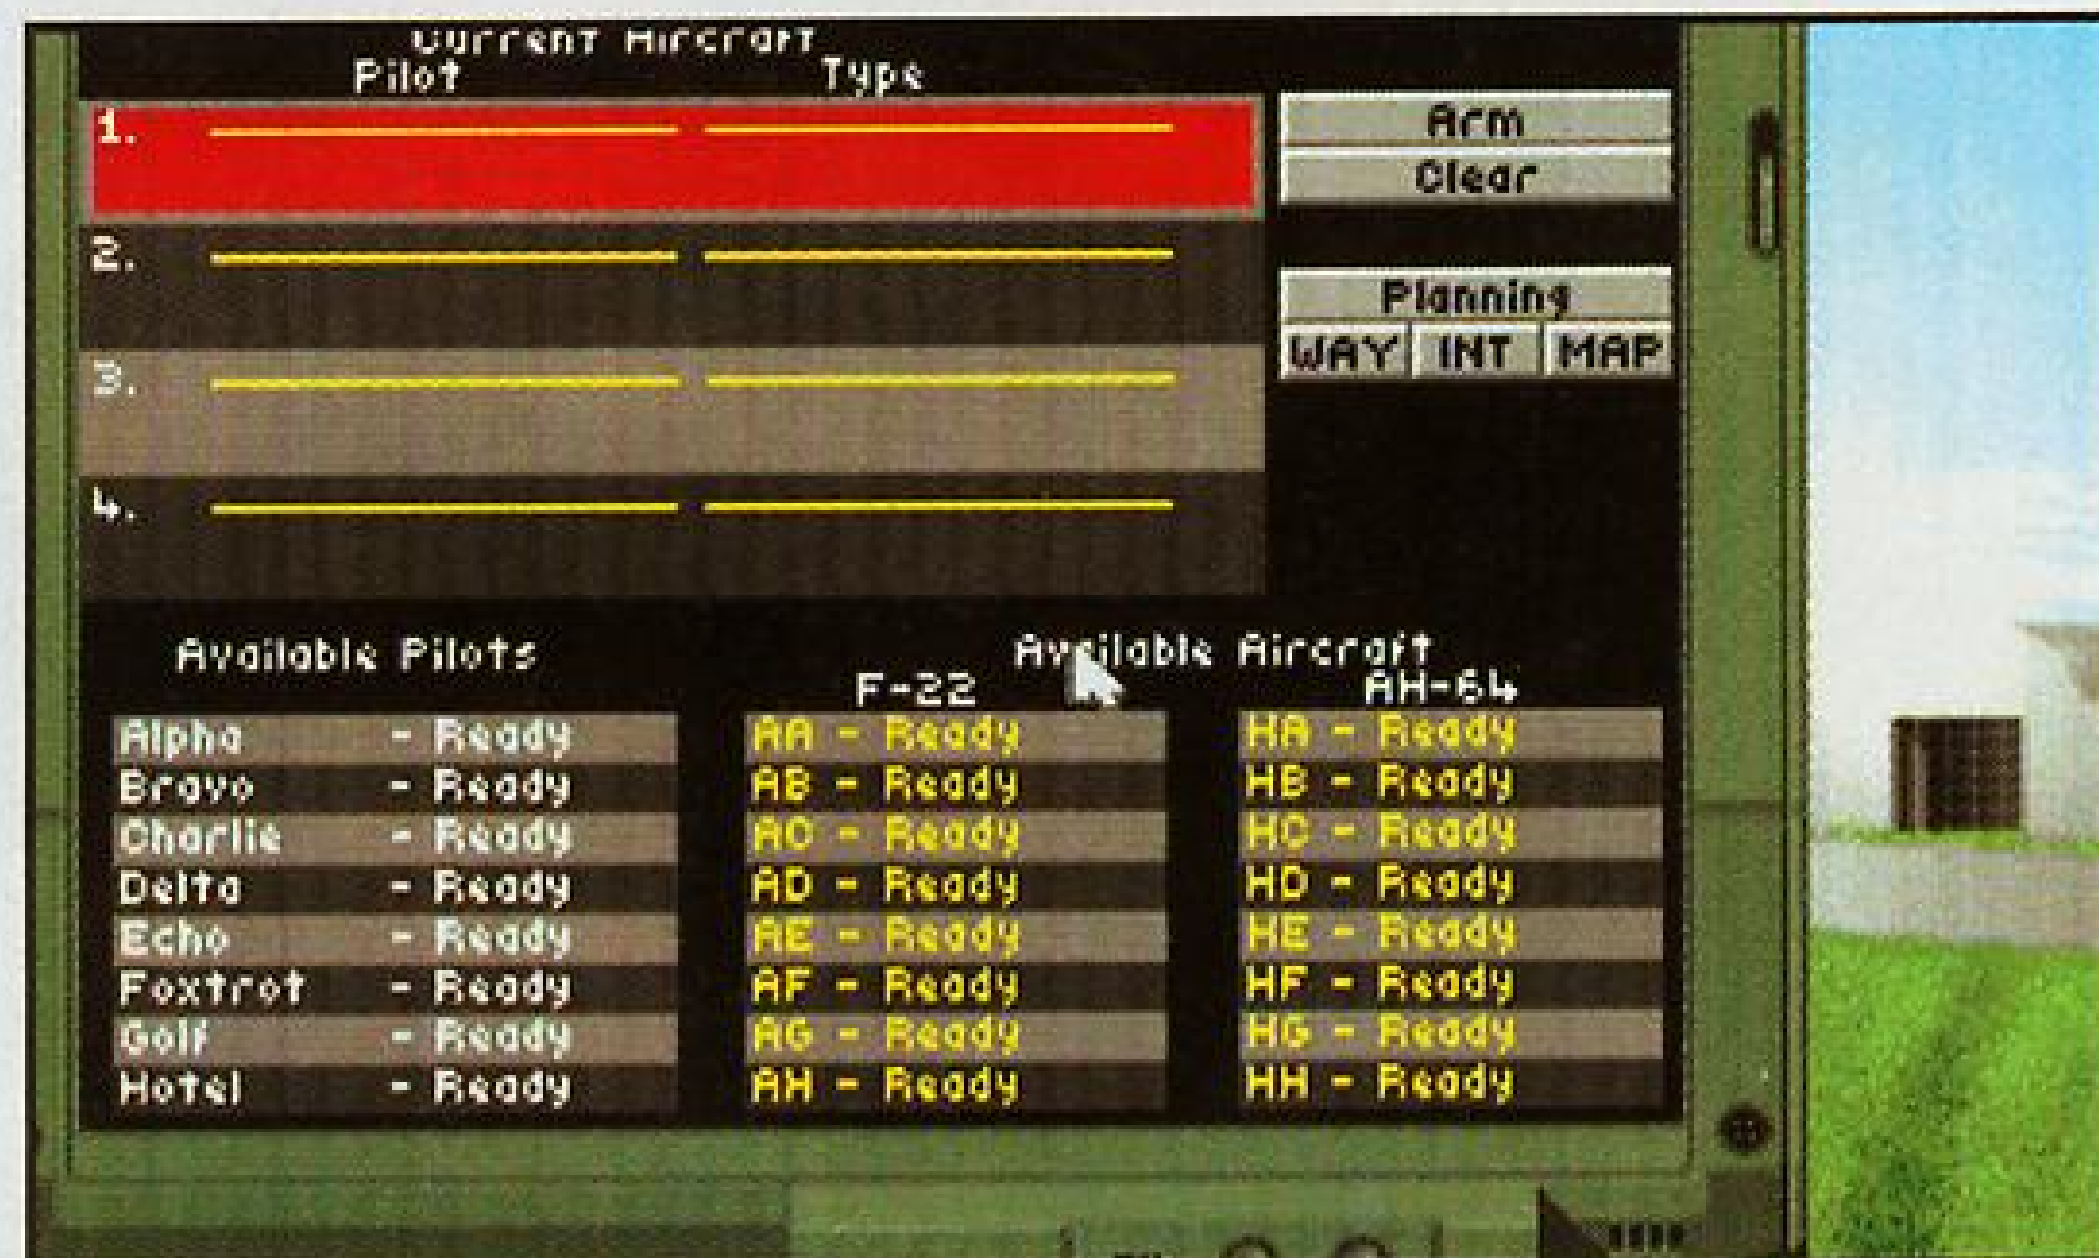 Current Aircraft
Pilot Type
1.
2.
3.
4.
Arm
Clear
Planning
WAY INT MAP
Available Pilots
Alpha - Ready
Bravo - Ready
Charlie - Ready
Delta - Ready
Echo - Ready
Foxtrot - Ready
Golf - Ready
Hotel - Ready
Available Aircraft
F-22 AH-64
AA - Ready HA - Ready
AB - Ready HB - Ready
AC - Ready HC - Ready
AD - Ready HD - Ready
AE - Ready HE - Ready
AF - Ready HF - Ready
AG - Ready HG - Ready
AH - Ready HH - Ready